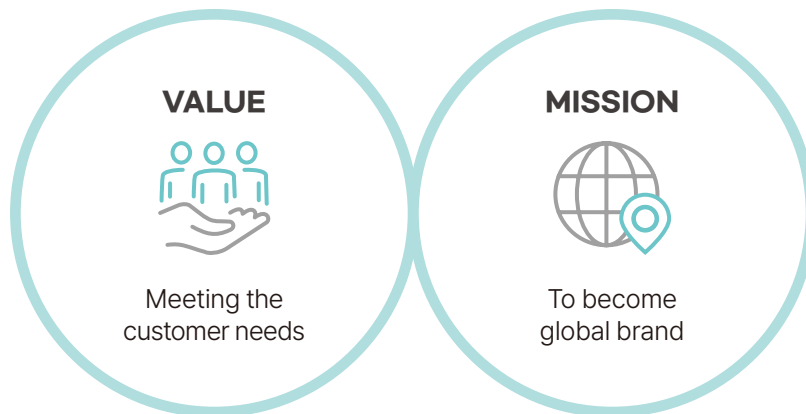 VALUE
Meeting the
customer needs
MISSION
To become
global brand